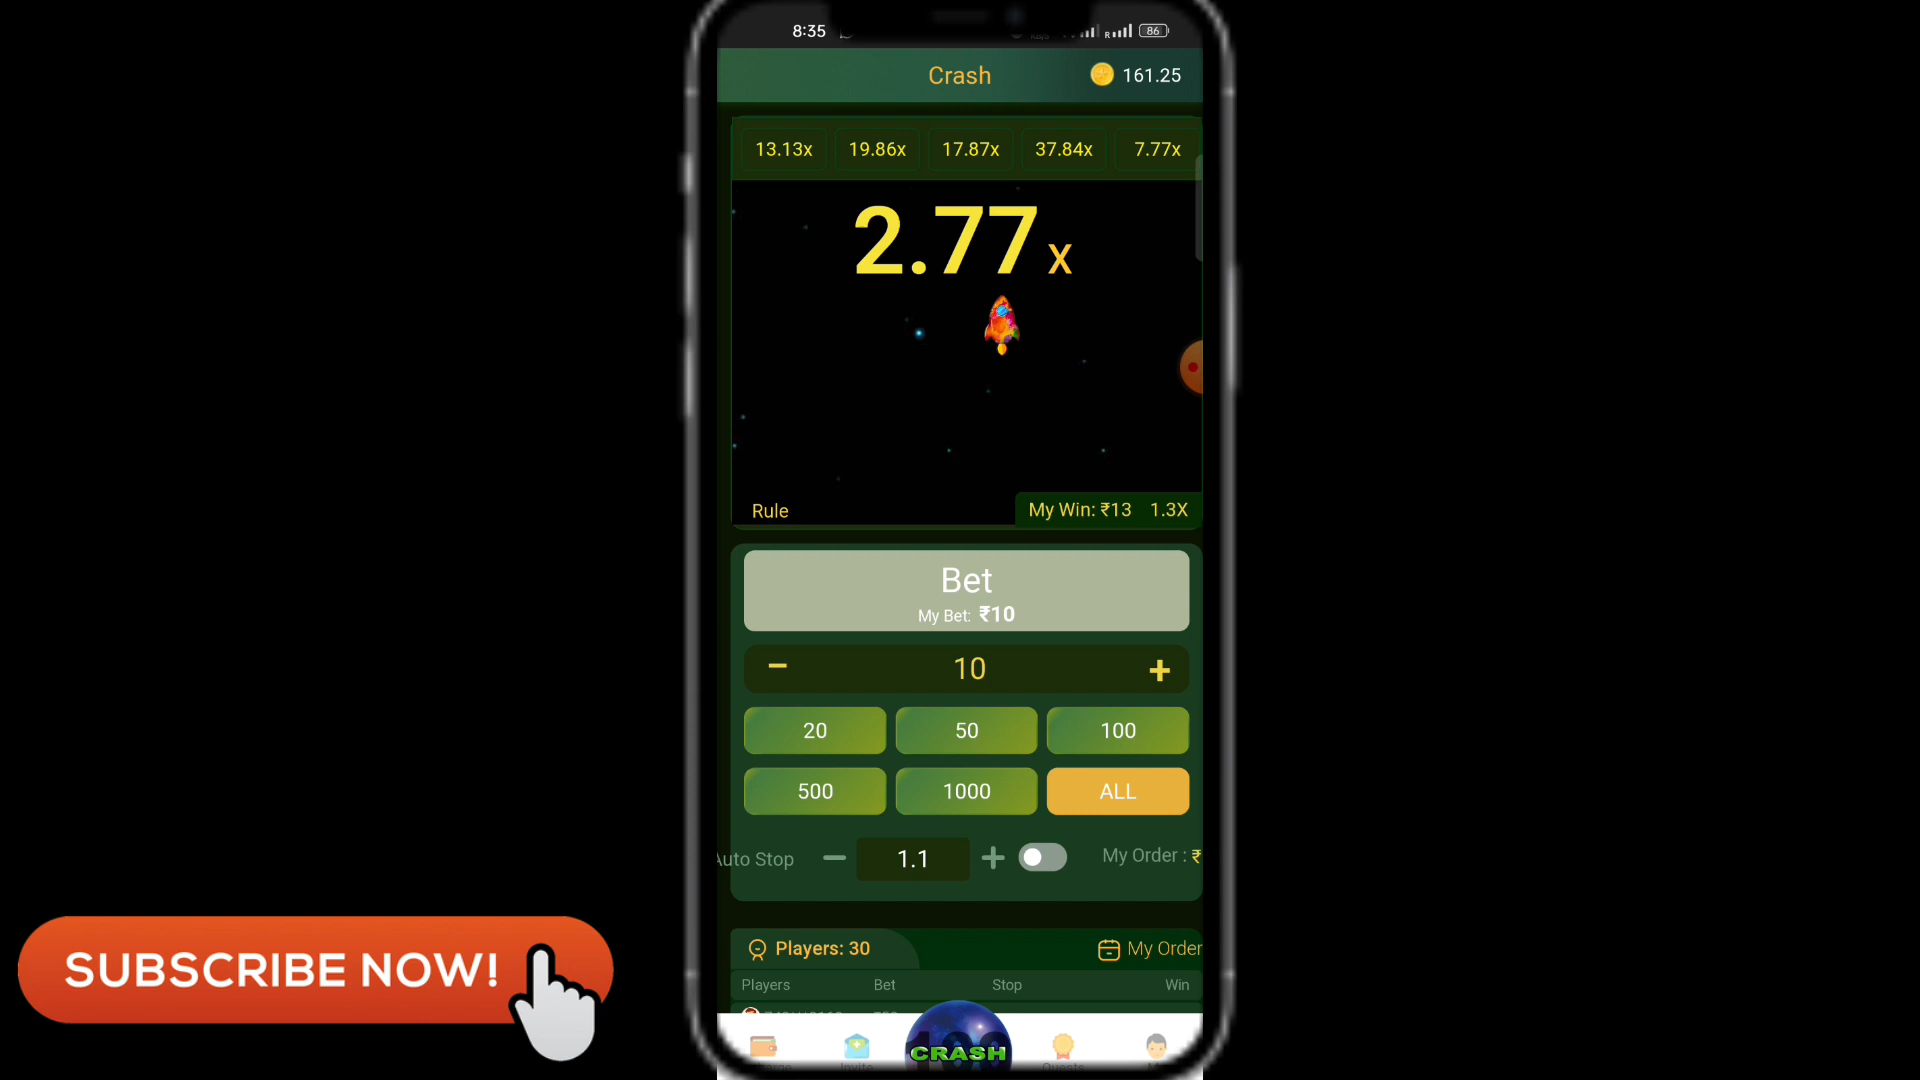 8:35
86
Crash
161.25
13.13x 19.86x 17.87x 37.84x 7.77x
2.77x
Rule
My Win: ₹13 1.3X
Bet
My Bet: ₹10
− 10 +
20 50 100
500 1000 ALL
Auto Stop − 1.1 + My Order : ₹
Players: 30
My Order
Players Bet Stop Win
CRASH
SUBSCRIBE NOW!